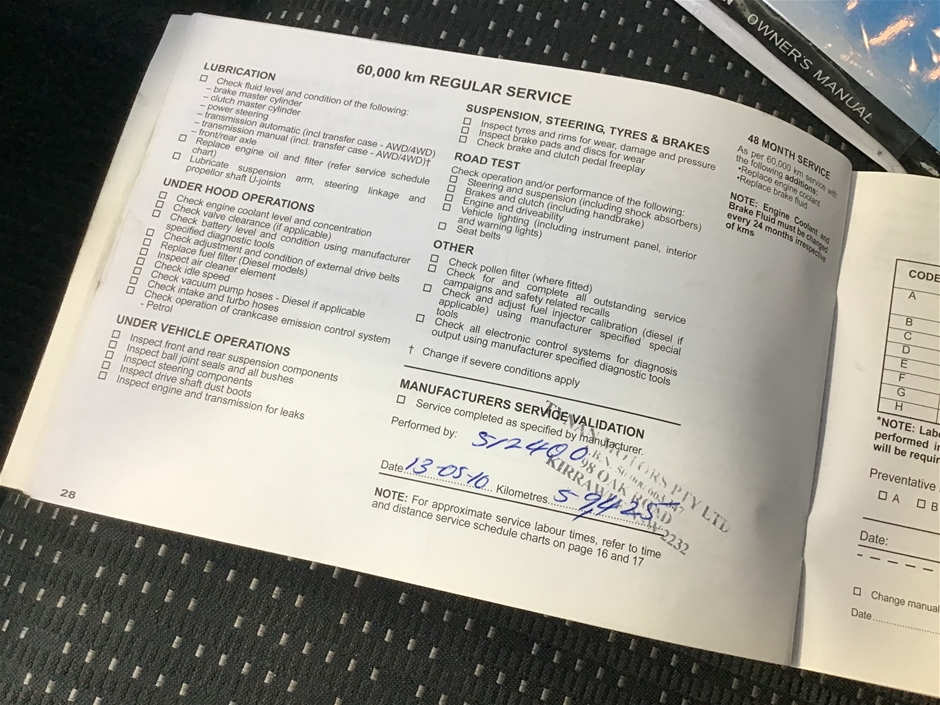 OWNER'S MANUAL
60,000 km REGULAR SERVICE
LUBRICATION
Check fluid level and condition of the following:
– brake master cylinder
– clutch master cylinder
– power steering
– transmission automatic (incl transfer case - AWD/4WD)
– transmission manual (incl. transfer case - AWD/4WD)†
– front/rear axle
Replace engine oil and filter (refer service schedule
chart)
Lubricate suspension arm, steering linkage and
propellor shaft U-joints
UNDER HOOD OPERATIONS
Check engine coolant level and concentration
Check valve clearance (if applicable)
Check battery level and condition using manufacturer
specified diagnostic tools
Check adjustment and condition of external drive belts
Replace fuel filter (Diesel models)
Inspect air cleaner element
Check idle speed
Check vacuum pump hoses - Diesel if applicable
Check intake and turbo hoses
Check operation of crankcase emission control system
- Petrol
UNDER VEHICLE OPERATIONS
Inspect front and rear suspension components
Inspect ball joint seals and all bushes
Inspect steering components
Inspect drive shaft dust boots
Inspect engine and transmission for leaks
28
SUSPENSION, STEERING, TYRES & BRAKES
Inspect tyres and rims for wear, damage and pressure
Inspect brake pads and discs for wear
Check brake and clutch pedal freeplay
ROAD TEST
Check operation and/or performance of the following:
Steering and suspension (including shock absorbers)
Brakes and clutch (including handbrake)
Engine and driveability
Vehicle lighting (including instrument panel, interior
and warning lights)
Seat belts
OTHER
Check pollen filter (where fitted)
Check for and complete all outstanding service
campaigns and safety related recalls
Check and adjust fuel injector calibration (diesel if
applicable) using manufacturer specified special
tools
Check all electronic control systems for diagnosis
output using manufacturer specified diagnostic tools
† Change if severe conditions apply
MANUFACTURERS SERVICE VALIDATION
Service completed as specified by manufacturer.
Performed by: S12400
Date 13-05-10 Kilometres 59425
MOTORS PTY LTD
98 OAK ROAD
KIRRAWEE NSW 2232
NOTE: For approximate service labour times, refer to time
and distance service schedule charts on page 16 and 17
48 MONTH SERVICE
As per 60,000 km service with
the following additions:
•Replace engine coolant
•Replace brake fluid
NOTE: Engine Coolant and
Brake Fluid must be changed
every 24 months irrespective
of kms
CODE
A
B
C
D
E
F
G
H
*NOTE:
performed
will be
Preventative
A B
Date:
Change manual
Date